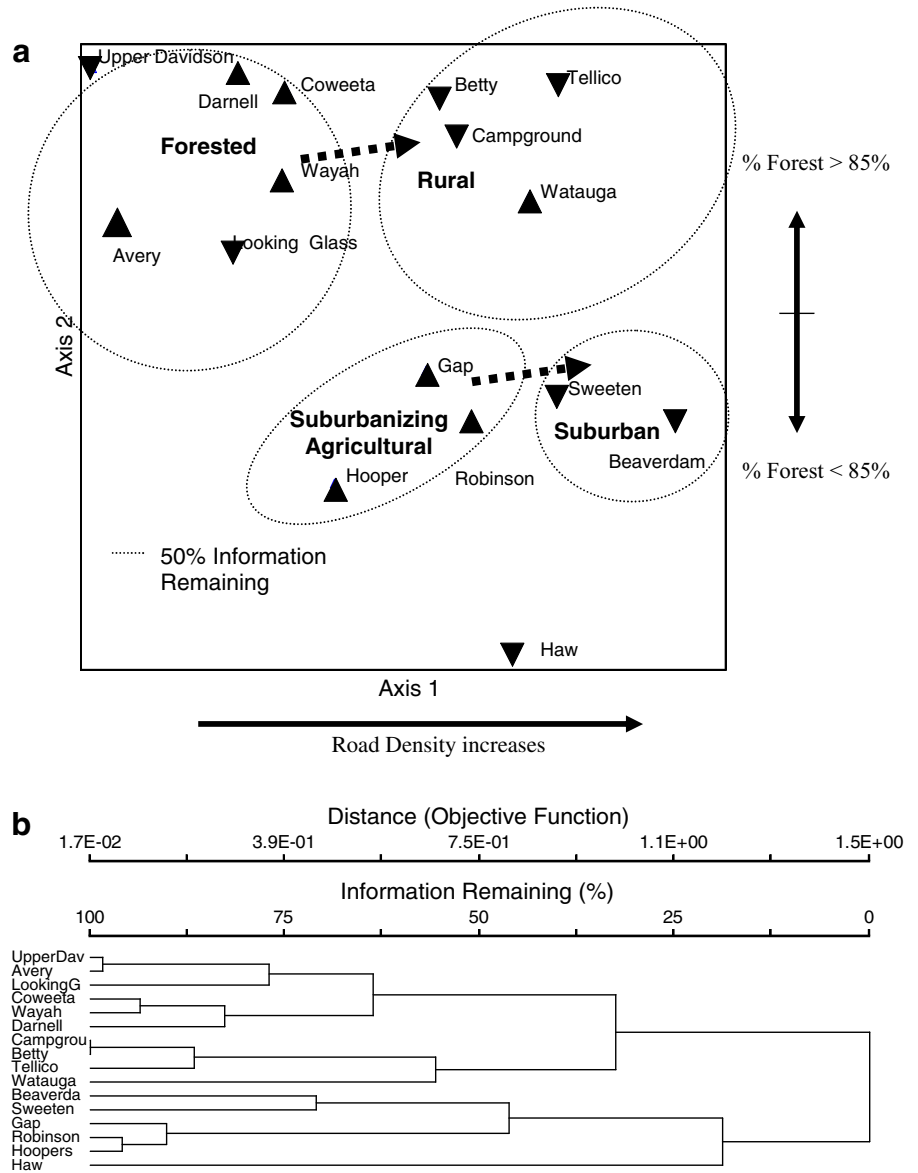 a
Upper Davidson
Darnell
Coweeta
Betty
Tellico
Forested
Campground
Wayah
Rural
Watauga
% Forest > 85%
Avery
Looking Glass
Axis 2
Gap
Sweeten
Suburbanizing
Agricultural
Suburban
Hooper
Robinson
Beaverdam
% Forest < 85%
50% Information
Remaining
Haw
Axis 1
Road Density increases
b
Distance (Objective Function)
1.7E-02 3.9E-01 7.5E-01 1.1E+00 1.5E+00
Information Remaining (%)
100 75 50 25 0
UpperDav
Avery
LookingG
Coweeta
Wayah
Darnell
Campgrou
Betty
Tellico
Watauga
Beaverda
Sweeten
Gap
Robinson
Hoopers
Haw